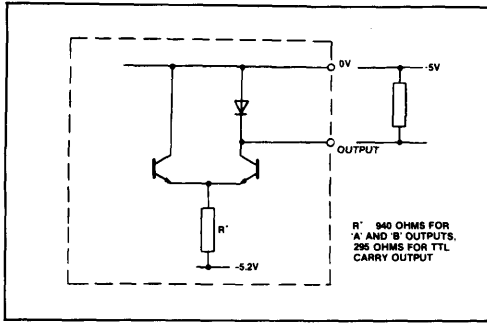 0V
-5V
OUTPUT
R*
-5.2V
R* 940 OHMS FOR
'A' AND 'B' OUTPUTS,
295 OHMS FOR TTL
CARRY OUTPUT